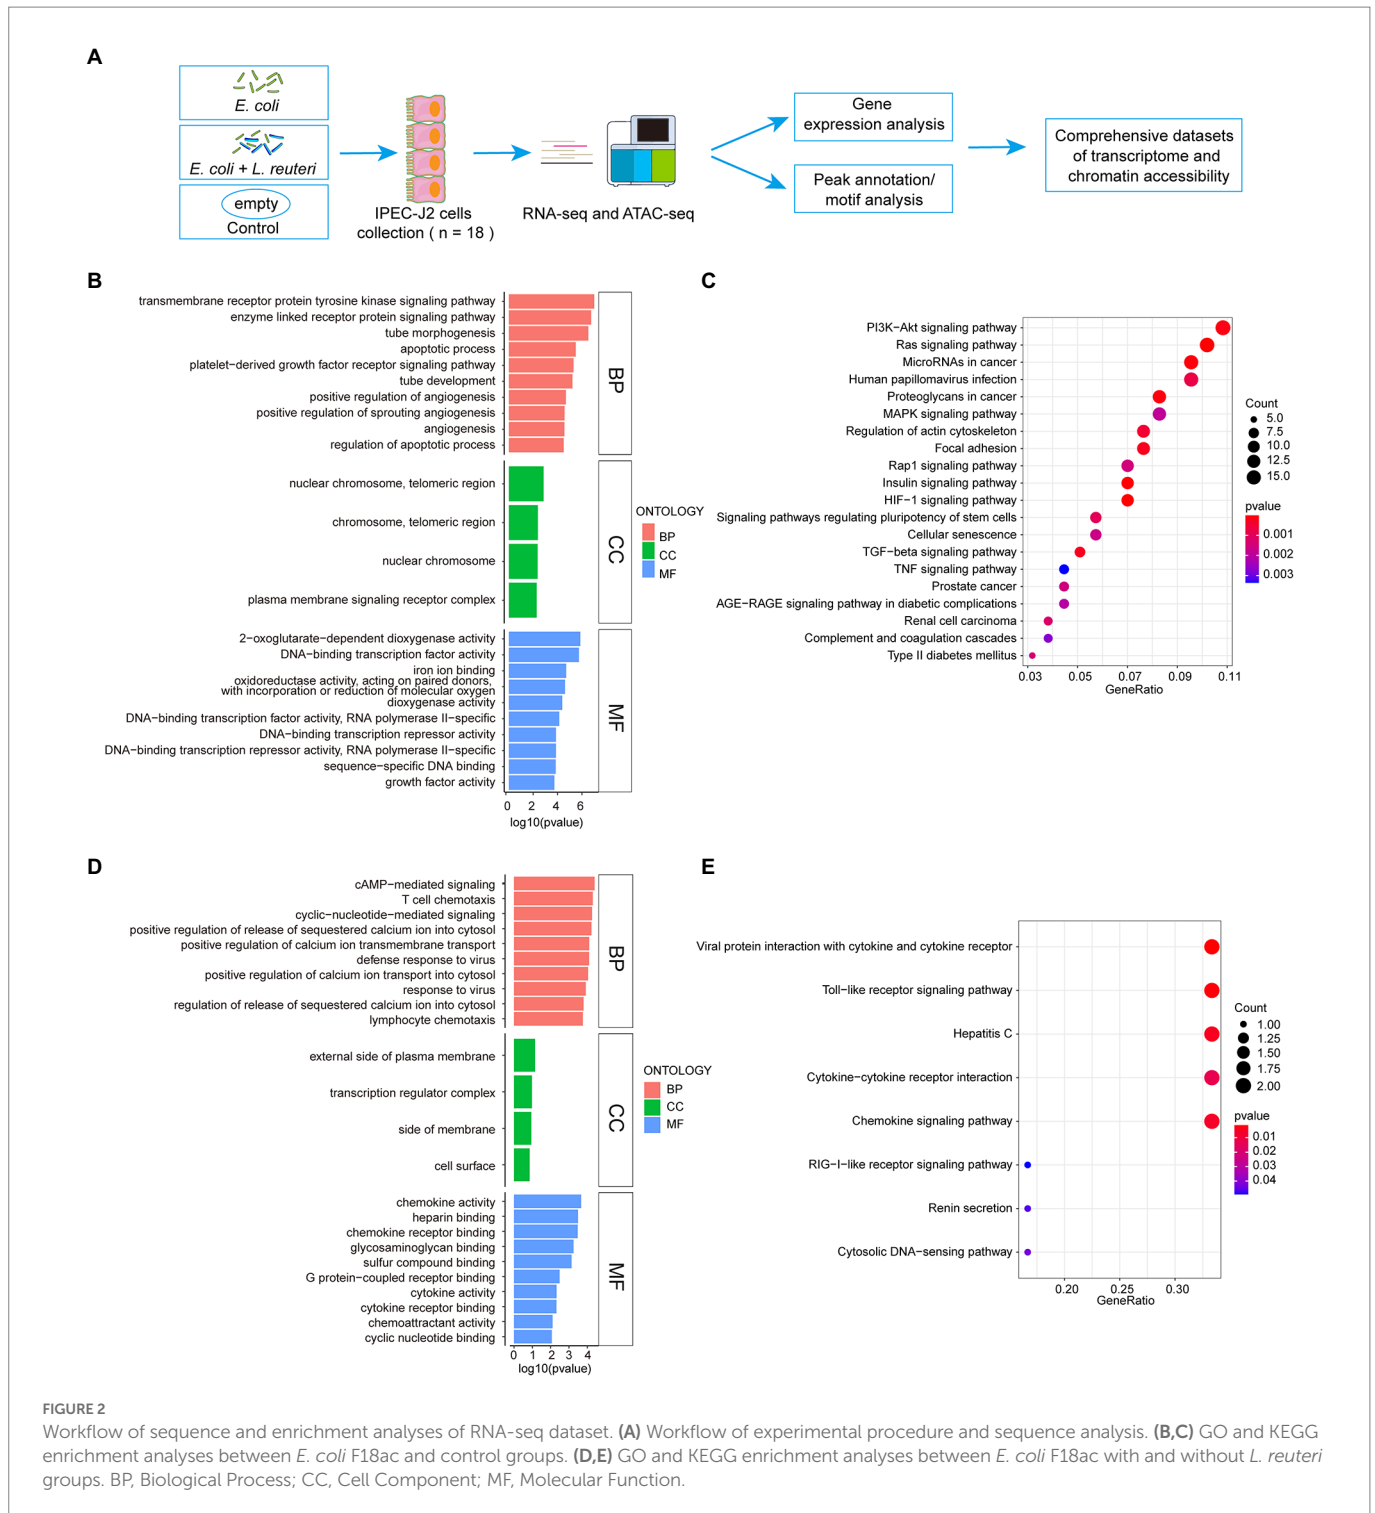 A
E. coli
E. coli + L. reuteri
empty
Control
IPEC-J2 cells
collection ( n = 18 )
RNA-seq and ATAC-seq
Gene
expression analysis
Peak annotation/
motif analysis
Comprehensive datasets
of transcriptome and
chromatin accessibility
B
transmembrane receptor protein tyrosine kinase signaling pathway
enzyme linked receptor protein signaling pathway
tube morphogenesis
apoptotic process
platelet−derived growth factor receptor signaling pathway
tube development
positive regulation of angiogenesis
positive regulation of sprouting angiogenesis
angiogenesis
regulation of apoptotic process
BP
nuclear chromosome, telomeric region
chromosome, telomeric region
nuclear chromosome
plasma membrane signaling receptor complex
CC
2−oxoglutarate−dependent dioxygenase activity
DNA−binding transcription factor activity
iron ion binding
oxidoreductase activity, acting on paired donors,
with incorporation or reduction of molecular oxygen
dioxygenase activity
DNA−binding transcription factor activity, RNA polymerase II−specific
DNA−binding transcription repressor activity
DNA−binding transcription repressor activity, RNA polymerase II−specific
sequence−specific DNA binding
growth factor activity
MF
0 2 4 6
log10(pvalue)
ONTOLOGY
BP
CC
MF
C
PI3K−Akt signaling pathway
Ras signaling pathway
MicroRNAs in cancer
Human papillomavirus infection
Proteoglycans in cancer
MAPK signaling pathway
Regulation of actin cytoskeleton
Focal adhesion
Rap1 signaling pathway
Insulin signaling pathway
HIF−1 signaling pathway
Signaling pathways regulating pluripotency of stem cells
Cellular senescence
TGF−beta signaling pathway
TNF signaling pathway
Prostate cancer
AGE−RAGE signaling pathway in diabetic complications
Renal cell carcinoma
Complement and coagulation cascades
Type II diabetes mellitus
0.03 0.05 0.07 0.09 0.11
GeneRatio
Count
5.0
7.5
10.0
12.5
15.0
pvalue
0.001
0.002
0.003
D
cAMP−mediated signaling
T cell chemotaxis
cyclic−nucleotide−mediated signaling
positive regulation of release of sequestered calcium ion into cytosol
positive regulation of calcium ion transmembrane transport
defense response to virus
positive regulation of calcium ion transport into cytosol
response to virus
regulation of release of sequestered calcium ion into cytosol
lymphocyte chemotaxis
BP
external side of plasma membrane
transcription regulator complex
side of membrane
cell surface
CC
chemokine activity
heparin binding
chemokine receptor binding
glycosaminoglycan binding
sulfur compound binding
G protein−coupled receptor binding
cytokine activity
cytokine receptor binding
chemoattractant activity
cyclic nucleotide binding
MF
0 1 2 3 4
log10(pvalue)
ONTOLOGY
BP
CC
MF
E
Viral protein interaction with cytokine and cytokine receptor
Toll−like receptor signaling pathway
Hepatitis C
Cytokine−cytokine receptor interaction
Chemokine signaling pathway
RIG−I−like receptor signaling pathway
Renin secretion
Cytosolic DNA−sensing pathway
0.20 0.25 0.30
GeneRatio
Count
1.00
1.25
1.50
1.75
2.00
pvalue
0.01
0.02
0.03
0.04
FIGURE 2
Workflow of sequence and enrichment analyses of RNA-seq dataset. (A) Workflow of experimental procedure and sequence analysis. (B,C) GO and KEGG
enrichment analyses between E. coli F18ac and control groups. (D,E) GO and KEGG enrichment analyses between E. coli F18ac with and without L. reuteri
groups. BP, Biological Process; CC, Cell Component; MF, Molecular Function.